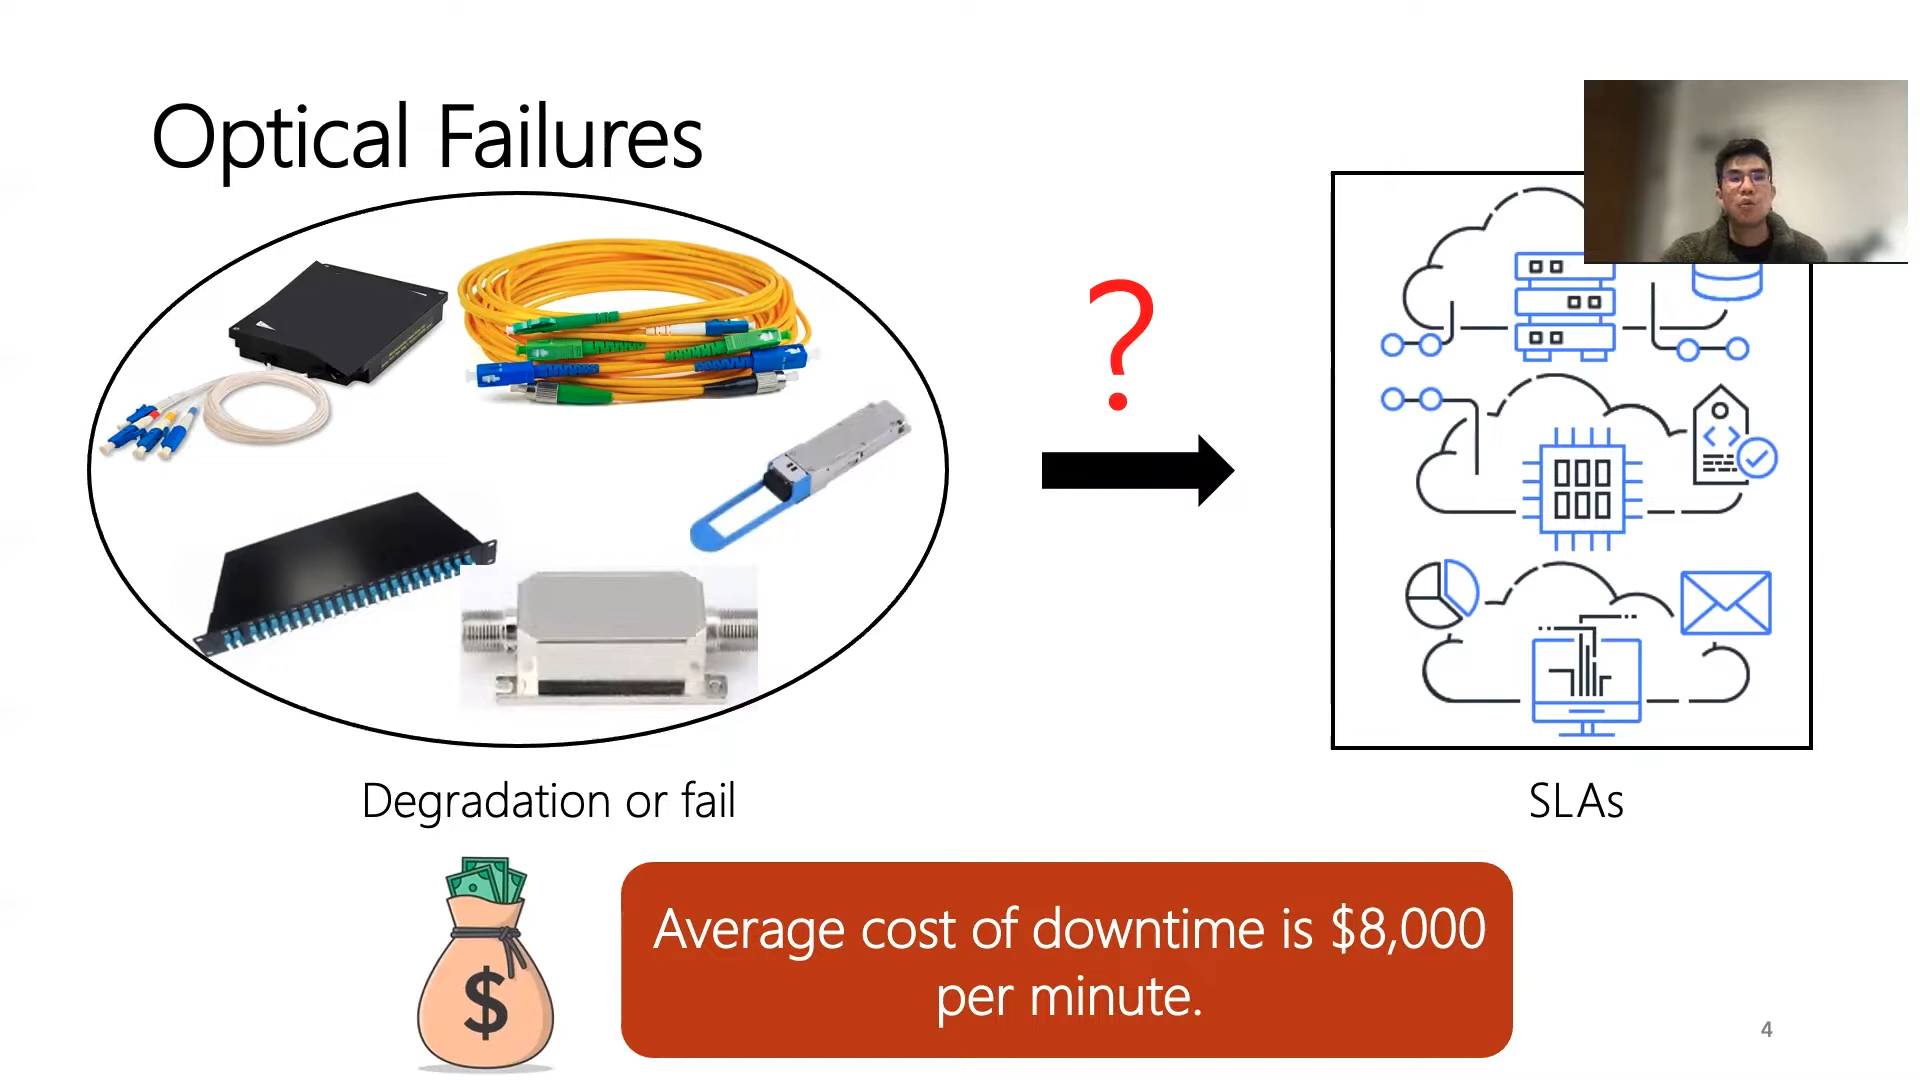 Optical Failures
?
Degradation or fail
SLAs
$
Average cost of downtime is $8,000
per minute.
4